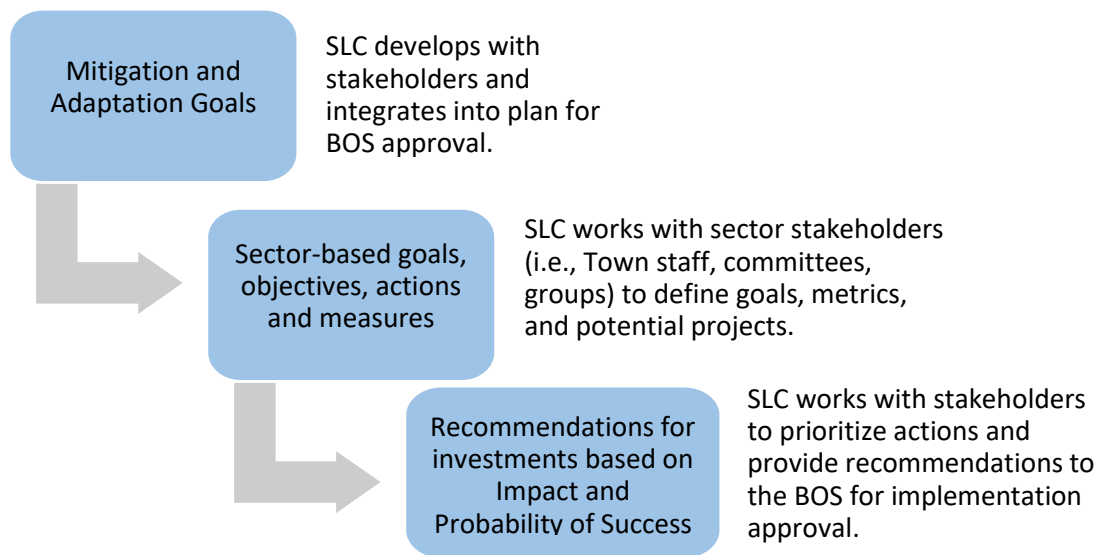 Mitigation and
Adaptation Goals
SLC develops with
stakeholders and
integrates into plan for
BOS approval.
Sector-based goals,
objectives, actions
and measures
SLC works with sector stakeholders
(i.e., Town staff, committees,
groups) to define goals, metrics,
and potential projects.
Recommendations for
investments based on
Impact and
Probability of Success
SLC works with stakeholders
to prioritize actions and
provide recommendations to
the BOS for implementation
approval.